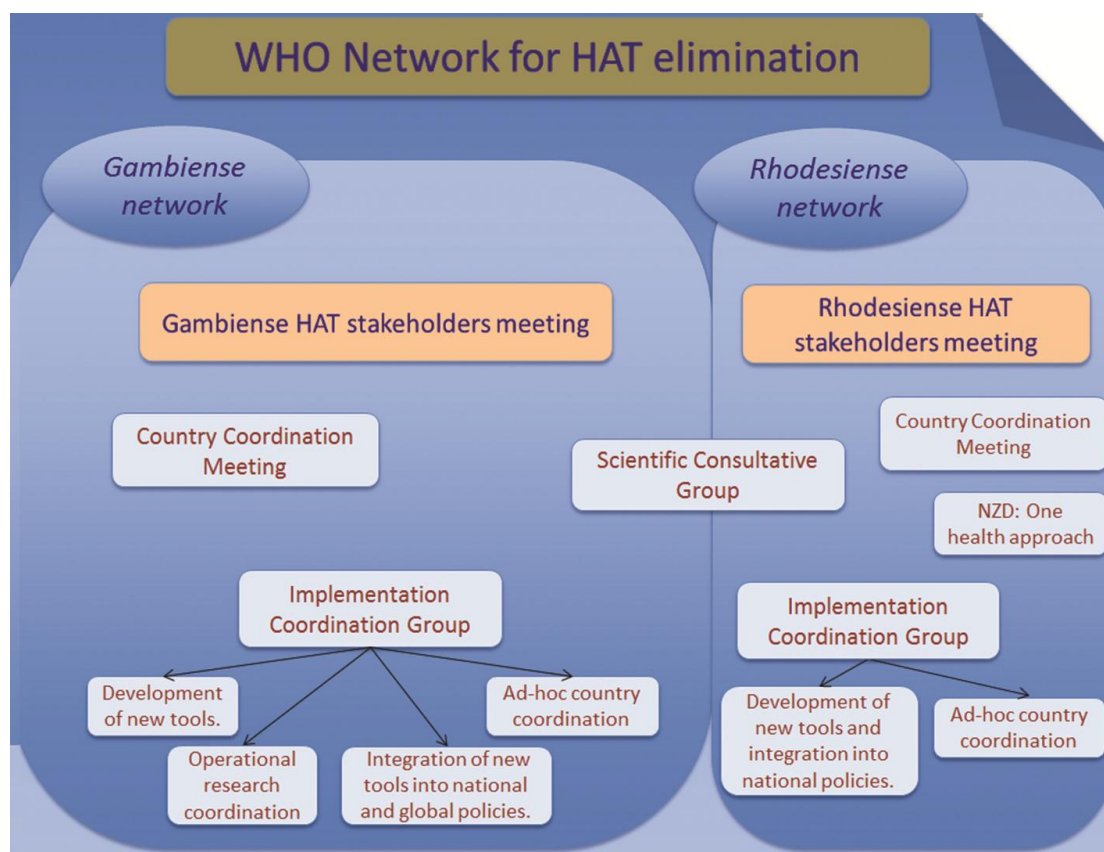 WHO Network for HAT elimination
Gambiense
network
Rhodesiense
network
Gambiense HAT stakeholders meeting
Rhodesiense HAT
stakeholders meeting
Country Coordination
Meeting
Scientific Consultative
Group
Country Coordination
Meeting
NZD: One
health approach
Implementation
Coordination Group
Development
of new tools.
Operational
research
coordination
Integration of new
tools into national
and global policies.
Ad-hoc country
coordination
Implementation
Coordination Group
Development of
new tools and
integration into
national policies.
Ad-hoc country
coordination